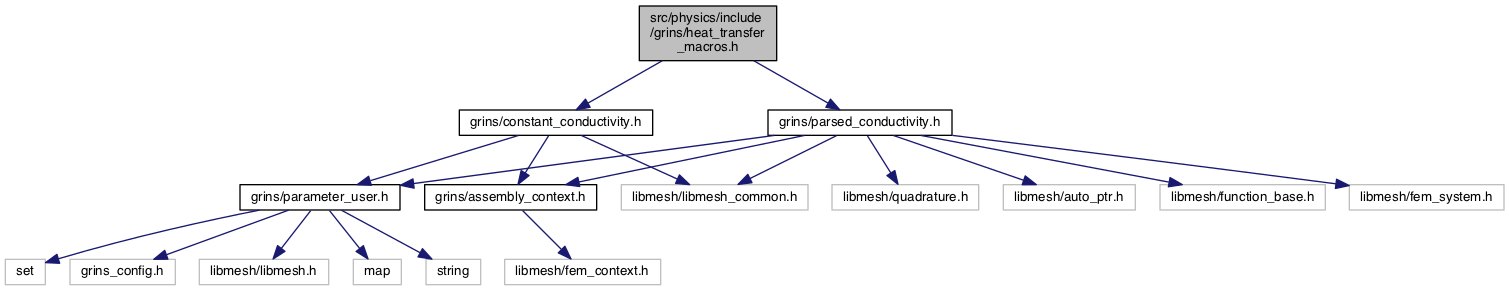 src/physics/include
/grins/heat_transfer
_macros.h
grins/constant_conductivity.h
grins/parsed_conductivity.h
grins/parameter_user.h
grins/assembly_context.h
libmesh/libmesh_common.h
libmesh/quadrature.h
libmesh/auto_ptr.h
libmesh/function_base.h
libmesh/fem_system.h
set
grins_config.h
libmesh/libmesh.h
map
string
libmesh/fem_context.h